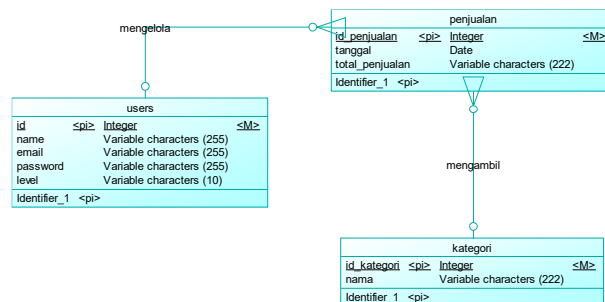 penjualan
id_penjualan <pi> Integer <M>
tanggal Date
total_penjualan Variable characters (222)
Identifier_1 <pi>
mengelola
users
id <pi> Integer <M>
name Variable characters (255)
email Variable characters (255)
password Variable characters (255)
level Variable characters (10)
Identifier_1 <pi>
mengambil
kategori
id_kategori <pi> Integer <M>
nama Variable characters (222)
Identifier_1 <pi>